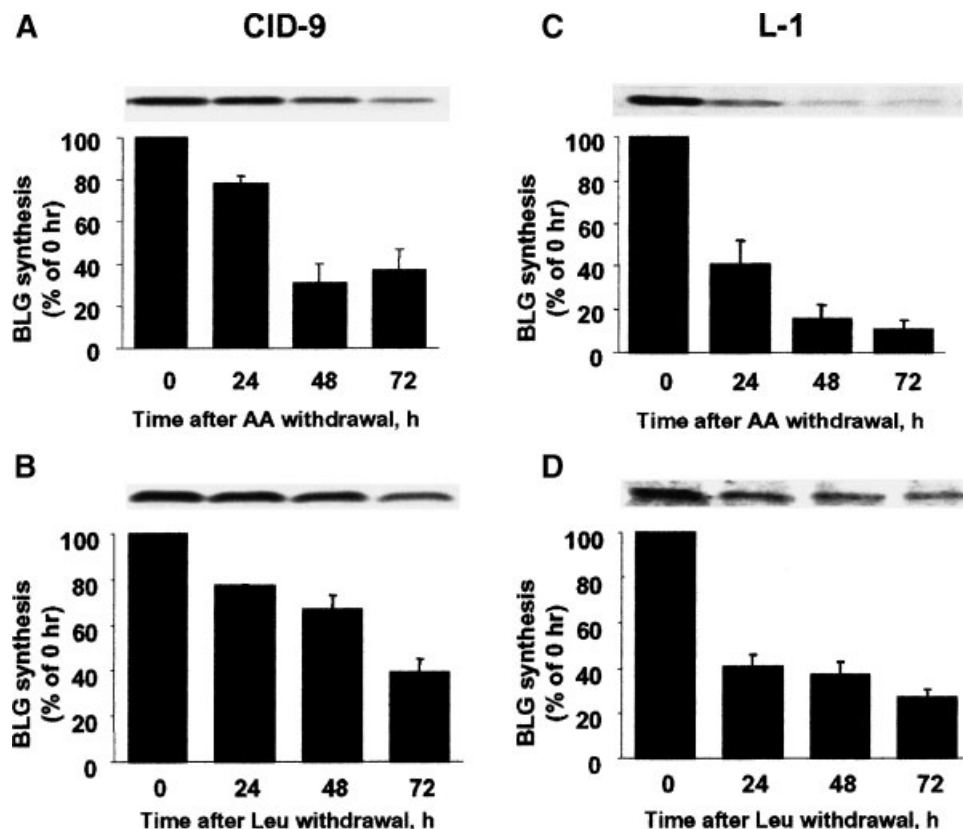 A
CID-9
BLG synthesis
(% of 0 hr)
100
80
60
40
20
0
0 24 48 72
Time after AA withdrawal, h
B
BLG synthesis
(% of 0 hr)
100
80
60
40
20
0
0 24 48 72
Time after Leu withdrawal, h
C
L-1
BLG synthesis
(% of 0 hr)
100
80
60
40
20
0
0 24 48 72
Time after AA withdrawal, h
D
BLG synthesis
(% of 0 hr)
100
80
60
40
20
0
0 24 48 72
Time after Leu withdrawal, h